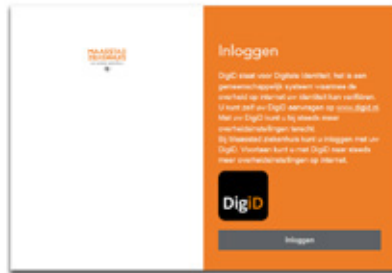 MAASSTAD
ZIEKENHUIS
Inloggen
DigiD staat voor Digitale Identiteit; het is een
gemeenschappelijk systeem waarmee de
overheid op internet uw identiteit kan verifiëren.
U kunt zelf uw DigiD aanvragen op www.digid.nl.
Met uw DigiD kunt u bij steeds meer
overheidsinstellingen terecht.
Bij Maasstad ziekenhuis kunt u inloggen met uw
DigiD. Voortaan kunt u met DigiD naar steeds
meer overheidsinstellingen op internet.
DigiD
Inloggen